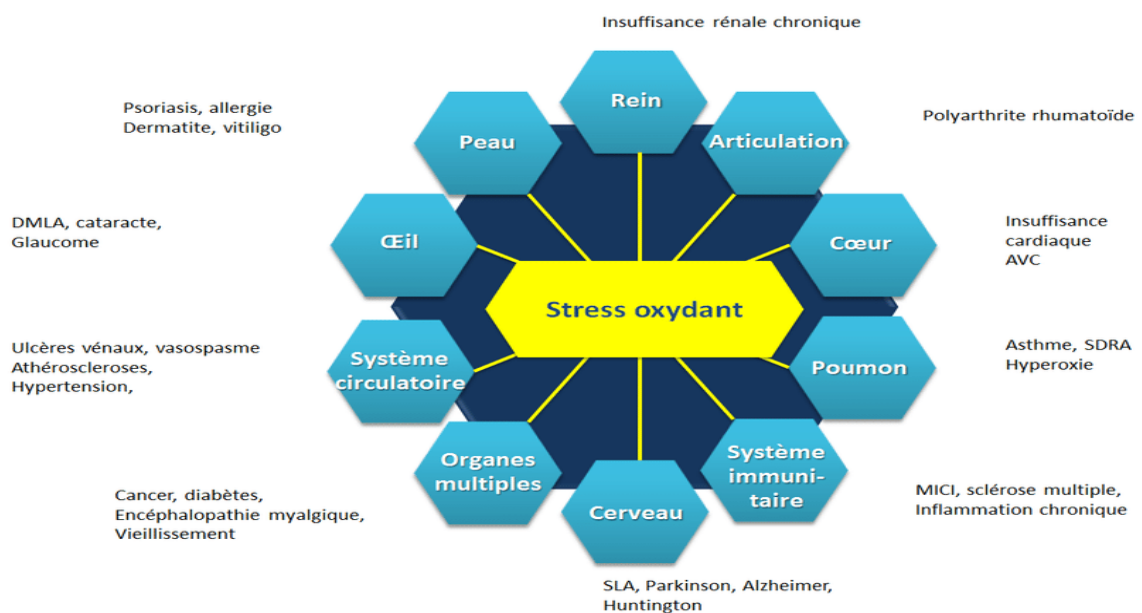 Insuffisance rénale chronique
Rein
Psoriasis, allergie
Dermatite, vitiligo
Peau
Articulation
Polyarthrite rhumatoïde
DMLA, cataracte,
Glaucome
Œil
Cœur
Insuffisance
cardiaque
AVC
Stress oxydant
Ulcères vénaux, vasospasme
Athéroscleroses,
Hypertension,
Système
circulatoire
Poumon
Asthme, SDRA
Hyperoxie
Organes
multiples
Système
immuni-
taire
Cerveau
Cancer, diabètes,
Encéphalopathie myalgique,
Vieillissement
MICI, sclérose multiple,
Inflammation chronique
SLA, Parkinson, Alzheimer,
Huntington